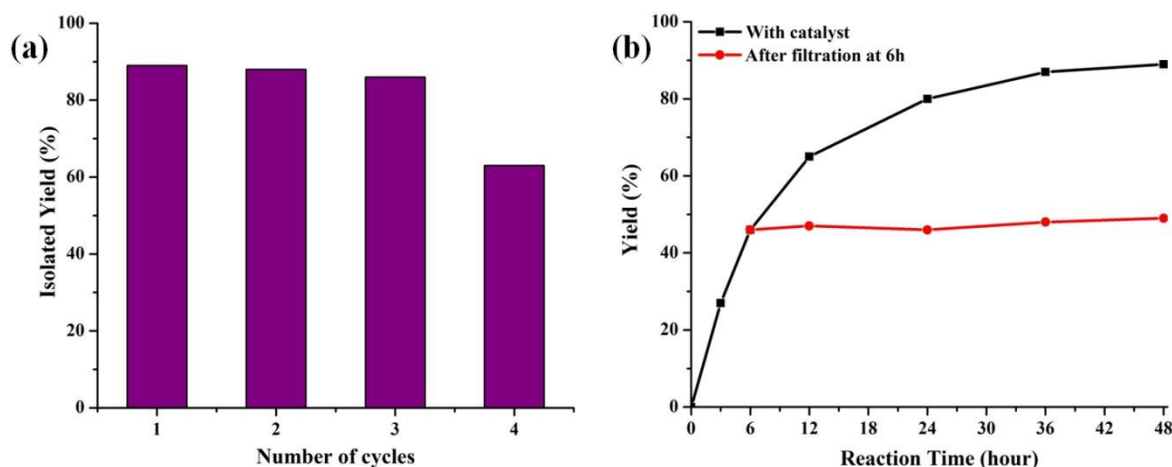 (a)
100
80
60
40
20
0
Isolated Yield (%)
1 2 3 4
Number of cycles
(b)
With catalyst
After filtration at 6h
100
80
60
40
20
0
Yield (%)
0 6 12 18 24 30 36 42 48
Reaction Time (hour)